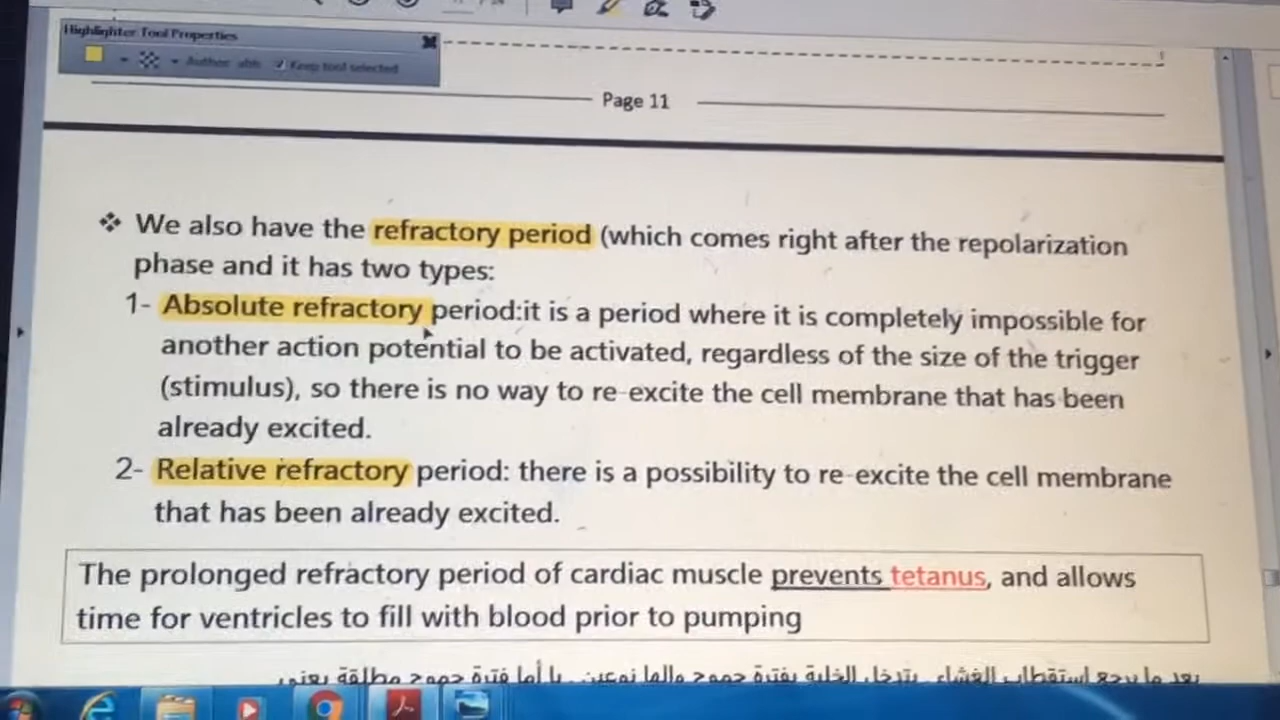 Highlighter Tool Properties
Keep tool selected
Page 11
❖ We also have the refractory period (which comes right after the repolarization
phase and it has two types:
1- Absolute refractory period:it is a period where it is completely impossible for
another action potential to be activated, regardless of the size of the trigger
(stimulus), so there is no way to re-excite the cell membrane that has been
already excited.
2- Relative refractory period: there is a possibility to re-excite the cell membrane
that has been already excited.
The prolonged refractory period of cardiac muscle prevents tetanus, and allows
time for ventricles to fill with blood prior to pumping